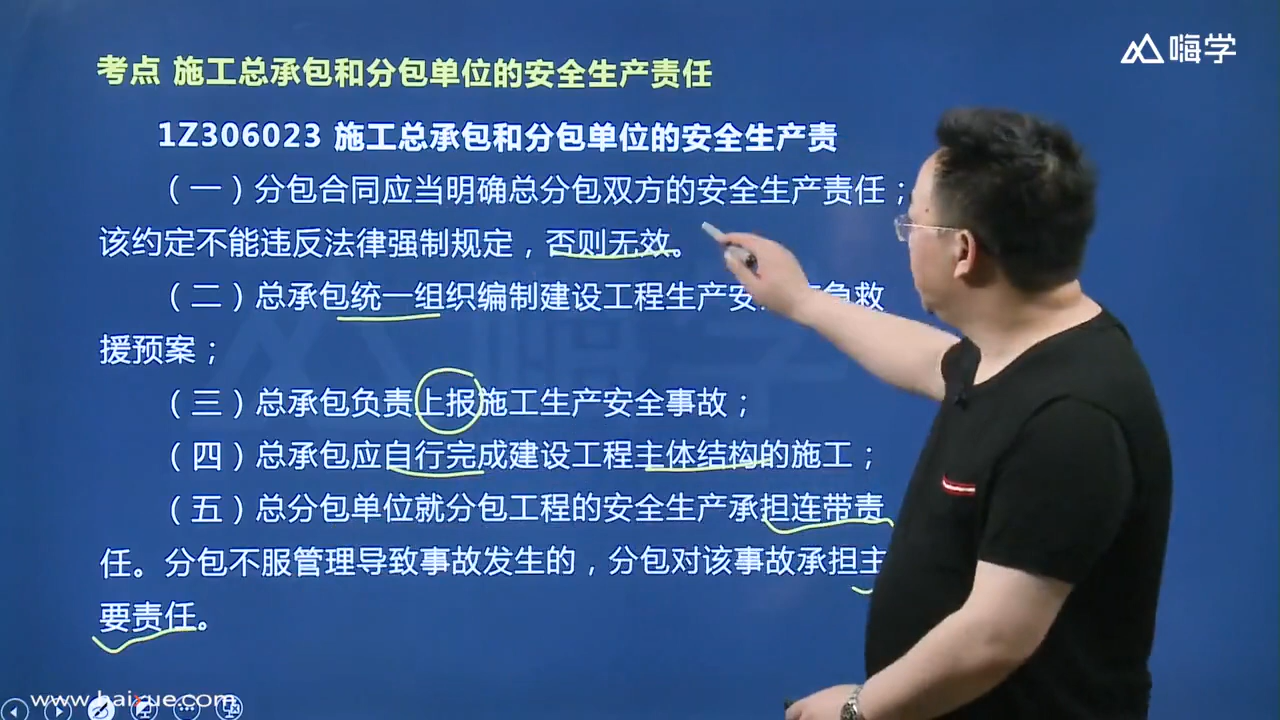 嗨学
考点 施工总承包和分包单位的安全生产责任
1Z306023 施工总承包和分包单位的安全生产责
（一）分包合同应当明确总分包双方的安全生产责任；
该约定不能违反法律强制规定，否则无效。
（二）总承包统一组织编制建设工程生产安 急救
援预案；
（三）总承包负责上报施工生产安全事故；
（四）总承包应自行完成建设工程主体结构的施工；
（五）总分包单位就分包工程的安全生产承担连带责
任。分包不服管理导致事故发生的，分包对该事故承担主
要责任。
www.haixue.com